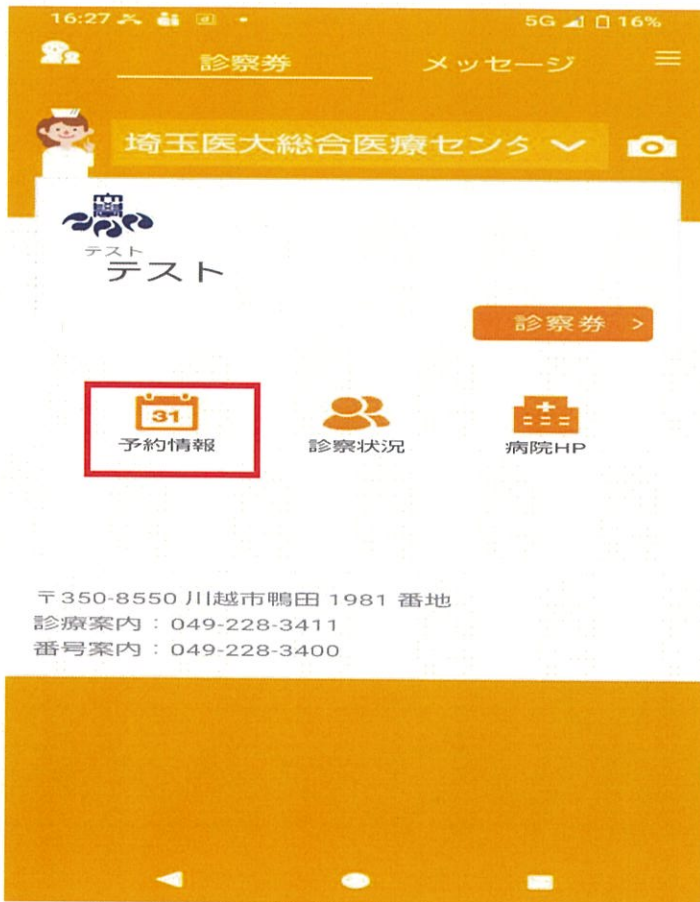 16:27
5G 16%
診察券 メッセージ
埼玉医大総合医療センタ
テスト
テスト
診察券 >
31
予約情報 診察状況 病院HP
〒350-8550 川越市鴨田 1981 番地
診療案内:049-228-3411
番号案内:049-228-3400